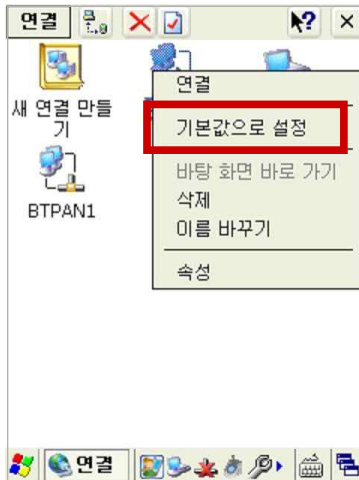 연결
새 연결 만들
기
BTPAN1
연결
기본값으로 설정
바탕 화면 바로 가기
삭제
이름 바꾸기
속성
연결